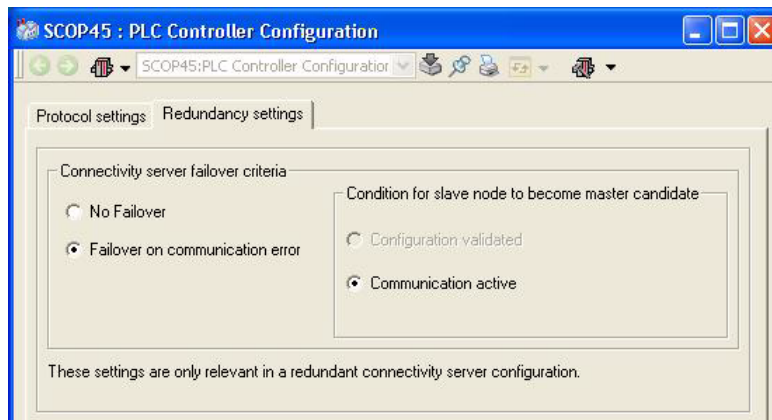 SCOP45 : PLC Controller Configuration
SCOP45:PLC Controller Configuration
Protocol settings
Redundancy settings
Connectivity server failover criteria
Condition for slave node to become master candidate
No Failover
Configuration validated
Failover on communication error
Communication active
These settings are only relevant in a redundant connectivity server configuration.